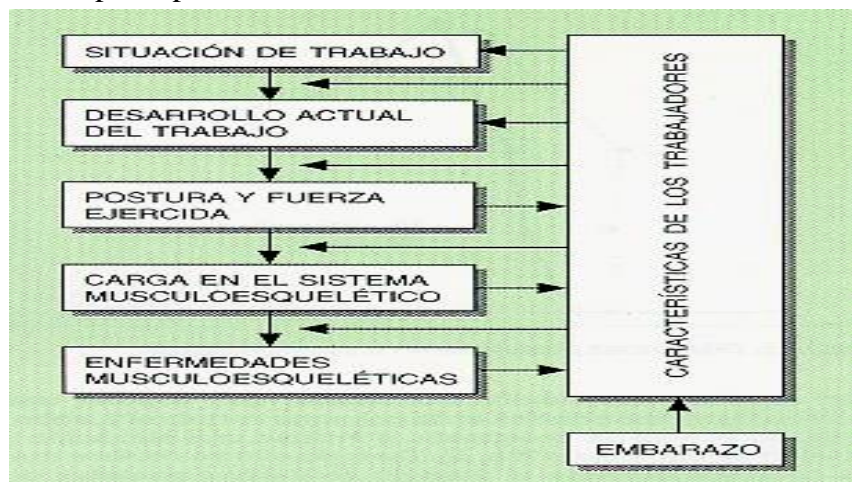 SITUACIÓN DE TRABAJO
DESARROLLO ACTUAL
DEL TRABAJO
POSTURA Y FUERZA
EJERCIDA
CARGA EN EL SISTEMA
MUSCULOESQUELÉTICO
ENFERMEDADES
MUSCULOESQUELÉTICAS
CARACTERÍSTICAS DE LOS TRABAJADORES
EMBARAZO